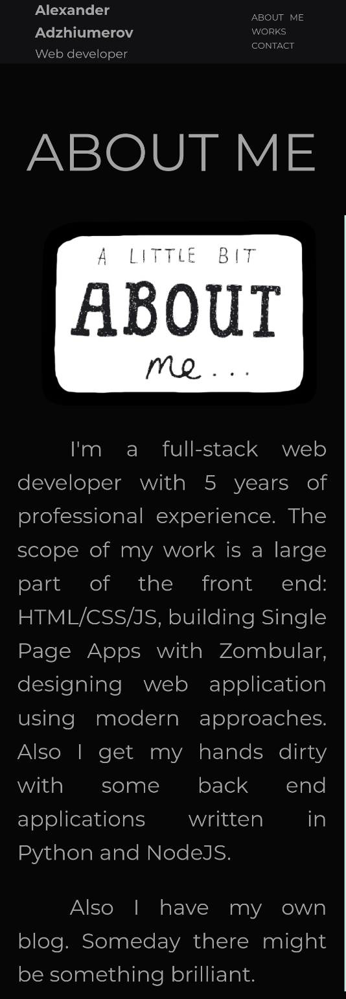 Alexander
Adzhiumerov
Web developer
ABOUT ME
WORKS
CONTACT
ABOUT ME
A LITTLE BIT
ABOUT
me...
I'm a full-stack web
developer with 5 years of
professional experience. The
scope of my work is a large
part of the front end:
HTML/CSS/JS, building Single
Page Apps with Zombular,
designing web application
using modern approaches.
Also I get my hands dirty
with some back end
applications written in
Python and NodeJS.
Also I have my own
blog. Someday there might
be something brilliant.